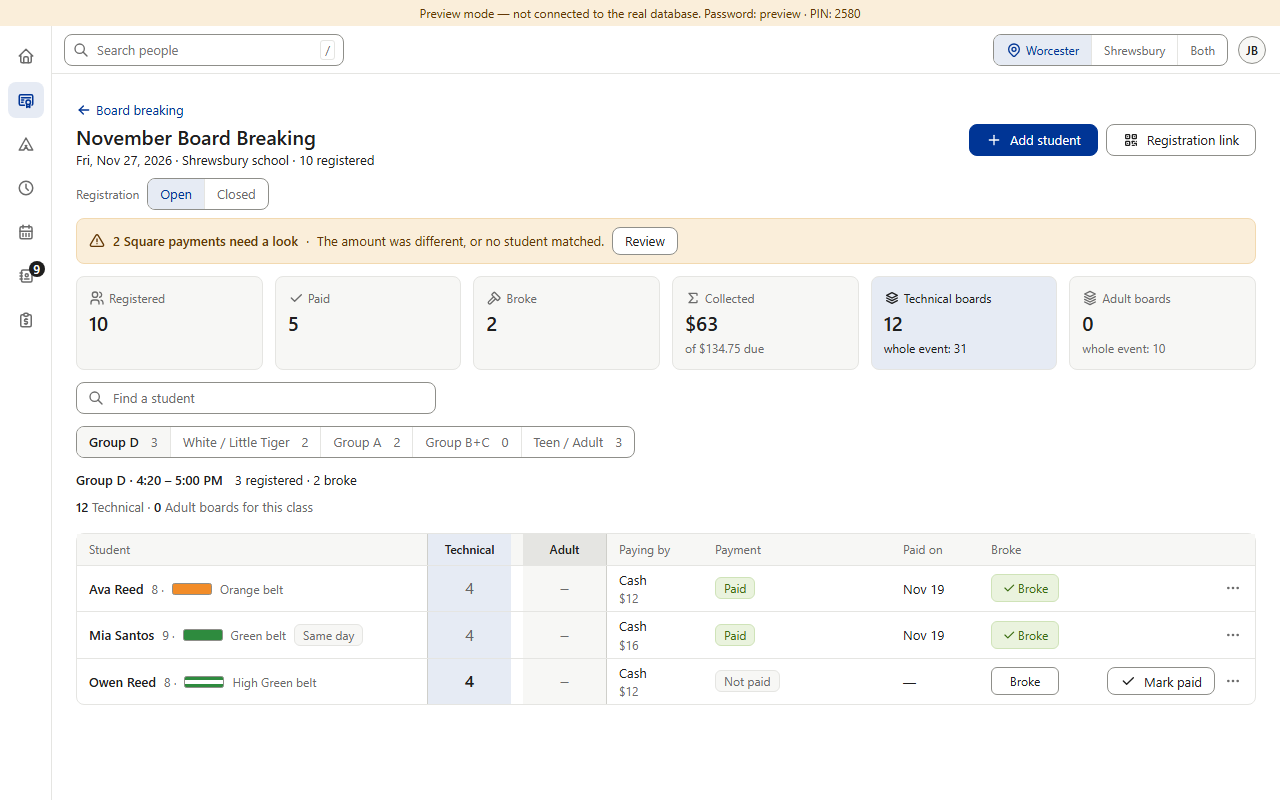 Preview mode — not connected to the real database. Password: preview · PIN: 2580
Search people /
Worcester Shrewsbury Both JB
9
← Board breaking
November Board Breaking
Fri, Nov 27, 2026 · Shrewsbury school · 10 registered
+ Add student
Registration link
Registration Open Closed
2 Square payments need a look · The amount was different, or no student matched. Review
Registered
10
Paid
5
Broke
2
Collected
$63
of $134.75 due
Technical boards
12
whole event: 31
Adult boards
0
whole event: 10
Find a student
Group D 3 White / Little Tiger 2 Group A 2 Group B+C 0 Teen / Adult 3
Group D · 4:20 – 5:00 PM 3 registered · 2 broke
12 Technical · 0 Adult boards for this class
Student Technical Adult Paying by Payment Paid on Broke
Ava Reed 8 · Orange belt 4 – Cash $12 Paid Nov 19 ✓ Broke ···
Mia Santos 9 · Green belt Same day 4 – Cash $16 Paid Nov 19 ✓ Broke ···
Owen Reed 8 · High Green belt 4 – Cash $12 Not paid — Broke ✓ Mark paid ···